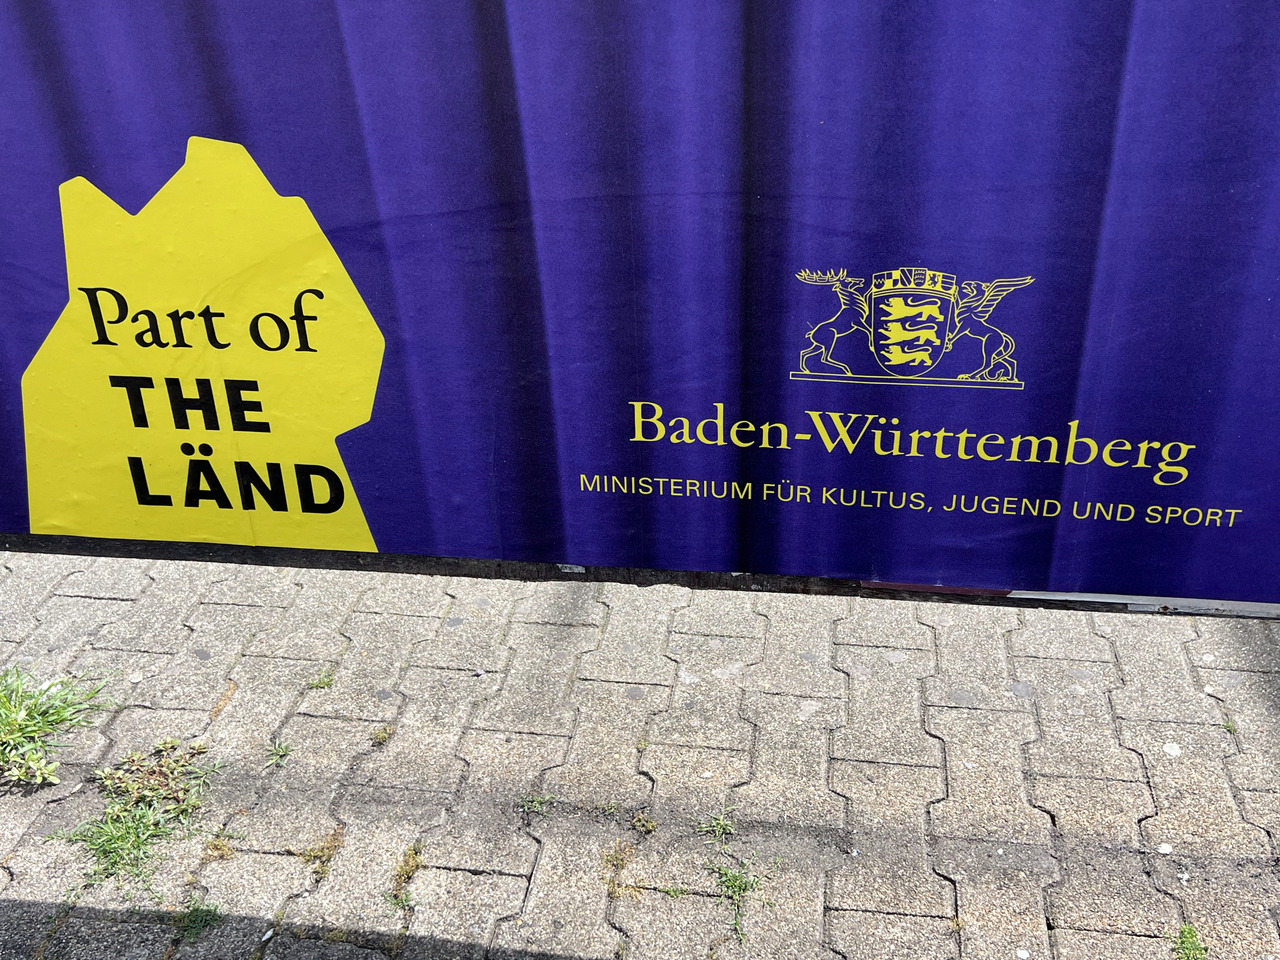 Part of
THE
LÄND
Baden-Württemberg
MINISTERIUM FÜR KULTUS, JUGEND UND SPORT